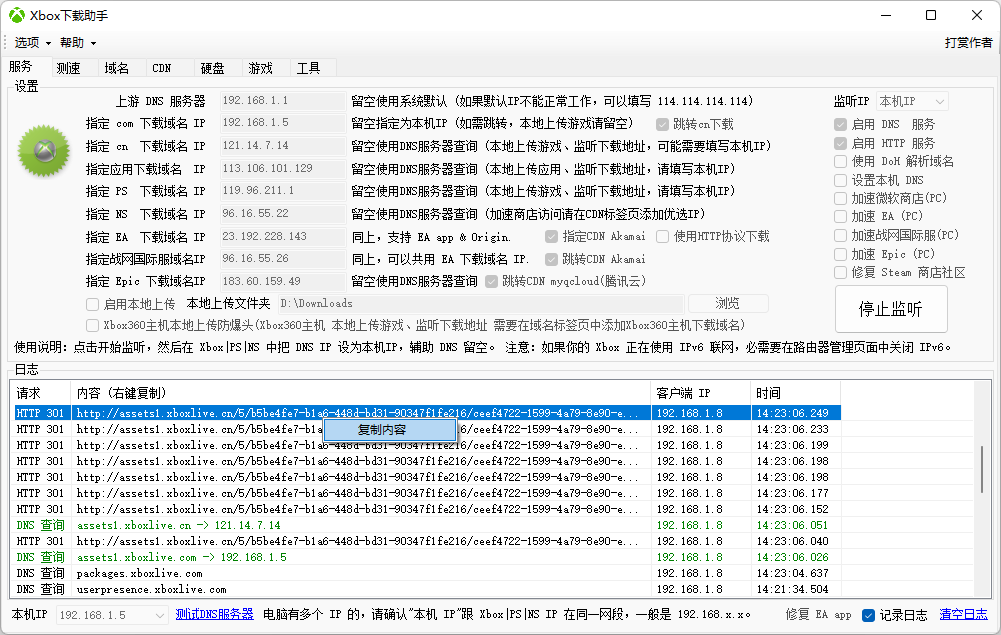 Xbox下载助手
选项 帮助 打赏作者
服务 测速 域名 CDN 硬盘 游戏 工具
设置
上游 DNS 服务器 192.168.1.1 留空使用系统默认 (如果默认IP不能正常工作, 可以填写 114.114.114.114) 监听IP 本机IP
指定 com 下载域名 IP 192.168.1.5 留空指定为本机IP (如需跳转, 本地上传游戏请留空) 跳转cn下载 启用 DNS 服务
指定 cn 下载域名 IP 121.14.7.14 留空使用DNS服务器查询 (本地上传游戏、监听下载地址, 可能需要填写本机IP) 启用 HTTP 服务
指定应用下载域名 IP 113.106.101.129 留空使用DNS服务器查询 (本地上传应用、监听下载地址, 请填写本机IP) 使用 DoH 解析域名
指定 PS 下载域名 IP 119.96.211.1 留空使用DNS服务器查询 (本地上传游戏、监听下载地址, 请填写本机IP) 设置本机 DNS
指定 NS 下载域名 IP 96.16.55.22 留空使用DNS服务器查询 (加速商店访问请在CDN标签页添加优选IP) 加速微软商店(PC)
加速 EA (PC)
指定 EA 下载域名 IP 23.192.228.143 同上, 支持 EA app & Origin. 指定CDN Akamai 使用HTTP协议下载 加速战网国际服(PC)
指定战网国际服域名IP 96.16.55.26 同上, 可以共用 EA 下载域名 IP. 跳转CDN Akamai 加速 Epic (PC)
指定 Epic 下载域名IP 183.60.159.49 留空使用DNS服务器查询 跳转CDN myqcloud(腾讯云) 修复 Steam 商店社区
启用本地上传 本地上传文件夹 D:\Downloads 浏览 停止监听
Xbox360主机本地上传防爆头(Xbox360主机 本地上传游戏、监听下载地址 需要在域名标签页中添加Xbox360主机下载域名)
使用说明: 点击开始监听, 然后在 Xbox|PS|NS 中把 DNS IP 设为本机IP, 辅助 DNS 留空。 注意: 如果你的 Xbox 正在使用 IPv6 联网, 必需要在路由器管理页面中关闭 IPv6。
日志
请求 内容 (右键复制) 客户端 IP 时间
HTTP 301 http://assets1.xboxlive.cn/5/b5be4fe7-b1a6-448d-bd31-90347f1fe216/ceef4722-1599-4a79-8e90-e... 192.168.1.8 14:23:06.249
HTTP 301 http://assets1.xboxlive.cn/5/b5be4fe7-b1a 复制内容 6/ceef4722-1599-4a79-8e90-e... 192.168.1.8 14:23:06.233
HTTP 301 http://assets1.xboxlive.cn/5/b5be4fe7-b1a6-448d-bd31-90347f1fe216/ceef4722-1599-4a79-8e90-e... 192.168.1.8 14:23:06.199
HTTP 301 http://assets1.xboxlive.cn/5/b5be4fe7-b1a6-448d-bd31-90347f1fe216/ceef4722-1599-4a79-8e90-e... 192.168.1.8 14:23:06.198
HTTP 301 http://assets1.xboxlive.cn/5/b5be4fe7-b1a6-448d-bd31-90347f1fe216/ceef4722-1599-4a79-8e90-e... 192.168.1.8 14:23:06.198
HTTP 301 http://assets1.xboxlive.cn/5/b5be4fe7-b1a6-448d-bd31-90347f1fe216/ceef4722-1599-4a79-8e90-e... 192.168.1.8 14:23:06.177
HTTP 301 http://assets1.xboxlive.cn/5/b5be4fe7-b1a6-448d-bd31-90347f1fe216/ceef4722-1599-4a79-8e90-e... 192.168.1.8 14:23:06.152
DNS 查询 assets1.xboxlive.cn -> 121.14.7.14 192.168.1.8 14:23:06.051
HTTP 301 http://assets1.xboxlive.cn/5/b5be4fe7-b1a6-448d-bd31-90347f1fe216/ceef4722-1599-4a79-8e90-e... 192.168.1.8 14:23:06.040
DNS 查询 assets1.xboxlive.com -> 192.168.1.5 192.168.1.8 14:23:06.026
DNS 查询 packages.xboxlive.com 192.168.1.8 14:23:04.637
DNS 查询 userpresence.xboxlive.com 192.168.1.8 14:21:34.504
本机IP 192.168.1.5 测试DNS服务器 电脑有多个 IP 的, 请确认"本机 IP"跟 Xbox|PS|NS IP 在同一网段, 一般是 192.168.x.x。 修复 EA app 记录日志 清空日志